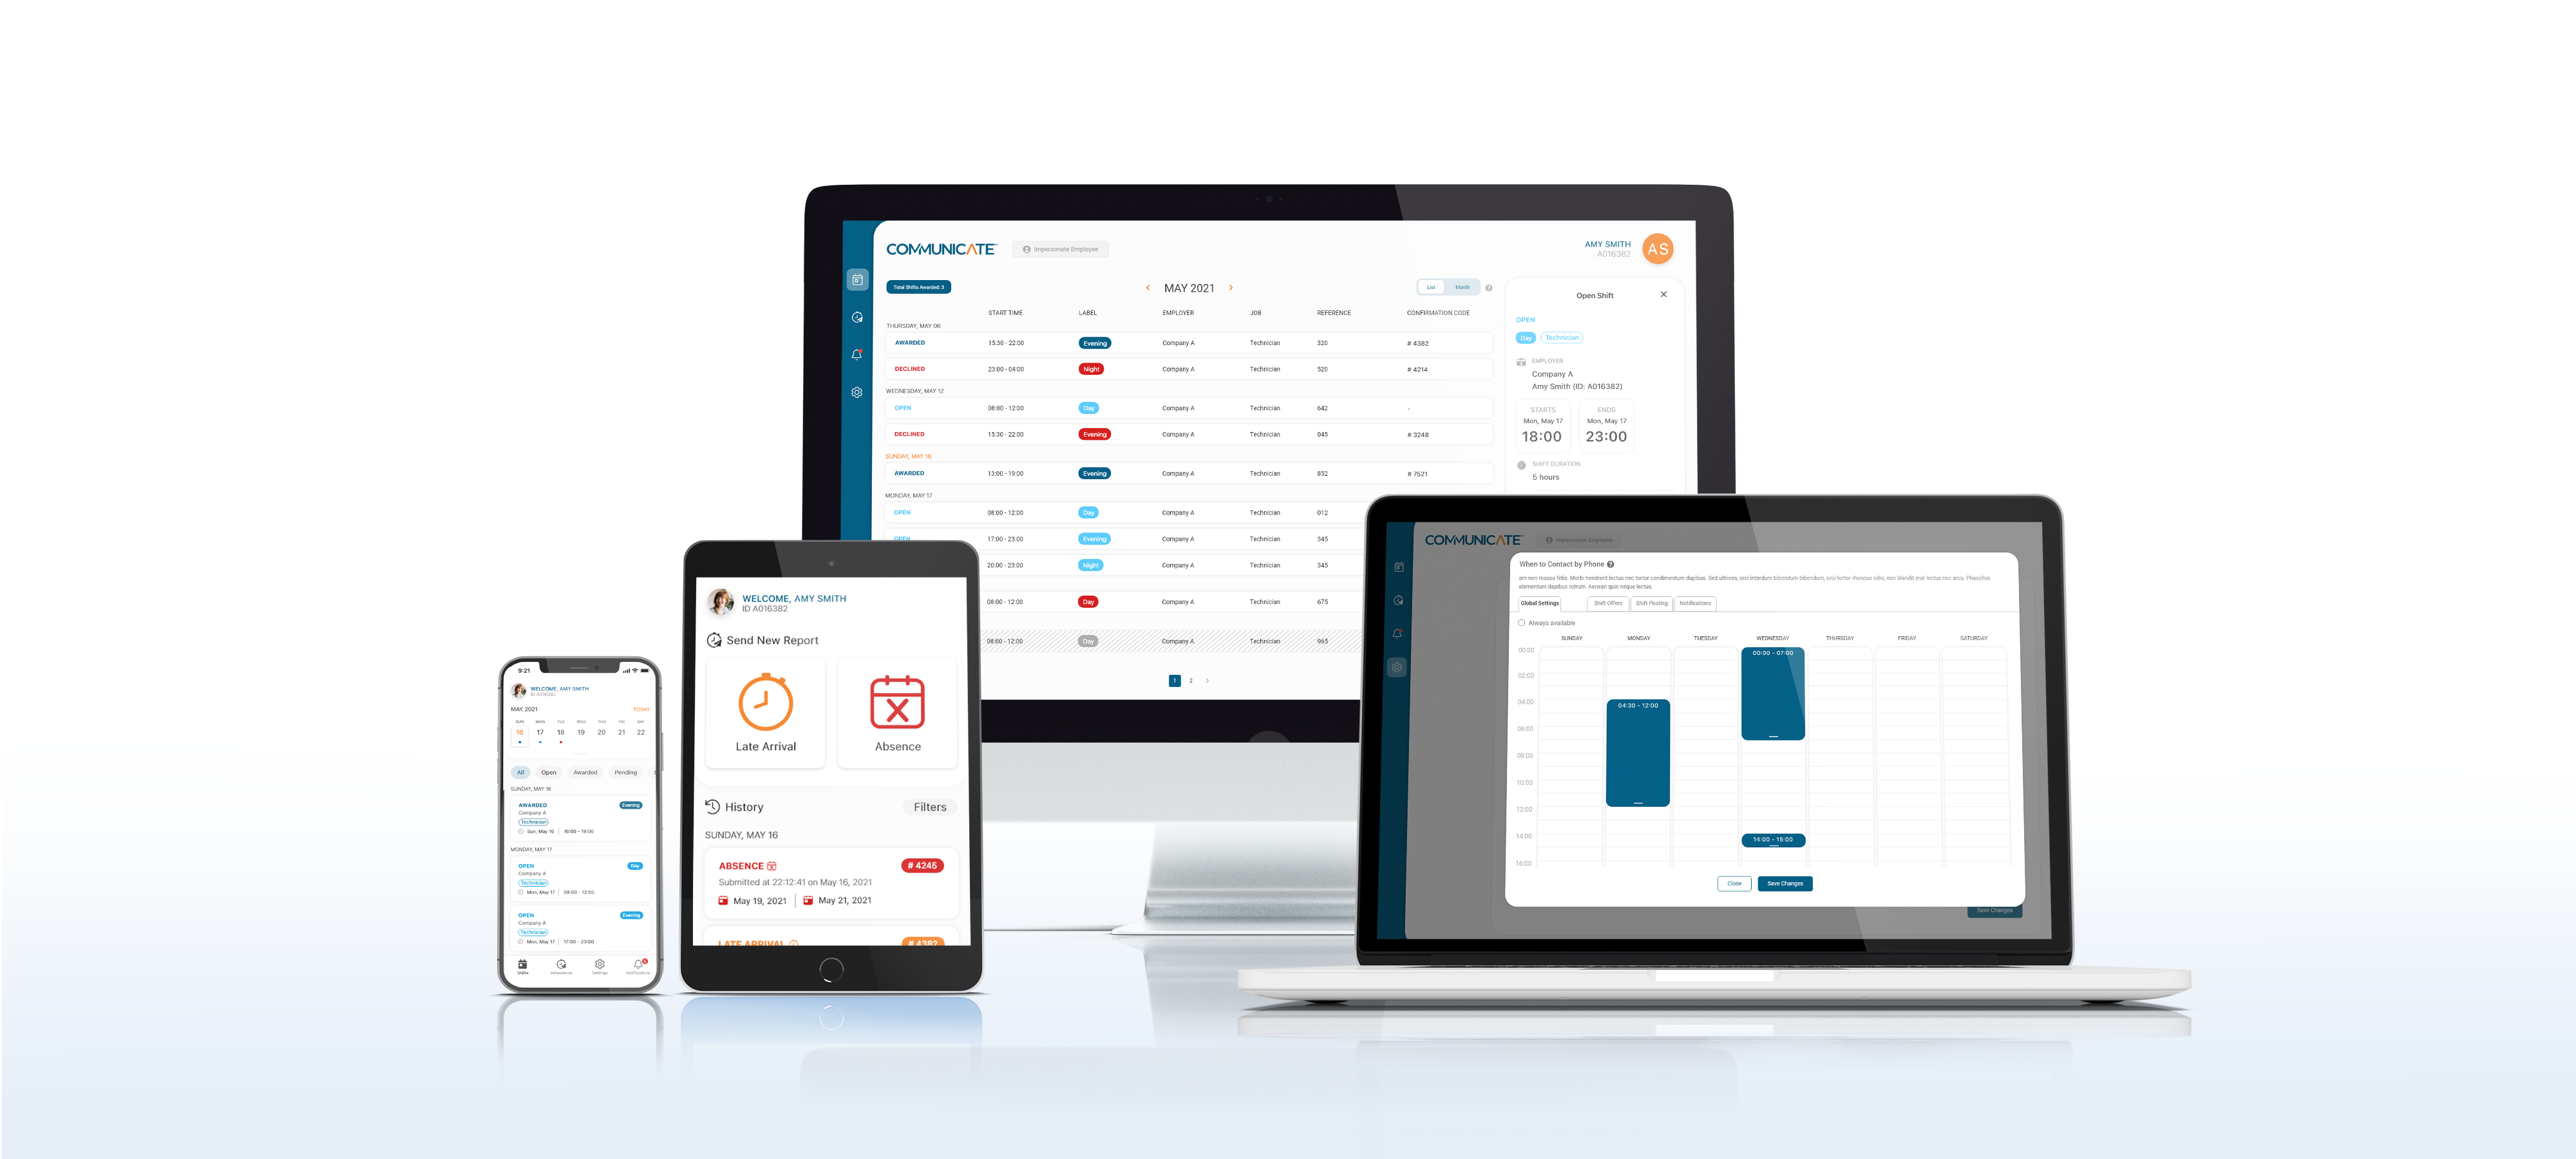 COMMUNICATE™
Impersonate Employee
AMY SMITH
A016382
AS
Total Shifts Awarded: 3
MAY 2021
List Month
START TIME LABEL EMPLOYER JOB REFERENCE CONFIRMATION CODE
THURSDAY, MAY 06
AWARDED 15:30 - 22:00 Evening Company A Technician 320 # 4382
DECLINED 23:00 - 04:00 Night Company A Technician 520 # 4214
WEDNESDAY, MAY 12
OPEN 08:00 - 12:00 Day Company A Technician 642 -
DECLINED 15:30 - 22:00 Evening Company A Technician 045 # 3248
SUNDAY, MAY 16
AWARDED 13:00 - 19:00 Evening Company A Technician 852 # 7521
MONDAY, MAY 17
OPEN 08:00 - 12:00 Day Company A Technician 012
OPEN 17:00 - 23:00 Evening Company A Technician 345
20:00 - 23:00 Night Company A Technician 345
08:00 - 12:00 Day Company A Technician 675
08:00 - 12:00 Day Company A Technician 965
1 2
Open Shift
OPEN
Day Technician
EMPLOYER
Company A
Amy Smith (ID: A016382)
STARTS ENDS
Mon, May 17 Mon, May 17
18:00 23:00
SHIFT DURATION
5 hours
9:21
WELCOME, AMY SMITH
ID A016382
MAY, 2021 TODAY
SUN MON TUE WED THU FRI SAT
16 17 18 19 20 21 22
All Open Awarded Pending
SUNDAY, MAY 16
AWARDED Evening
Company A
Technician
Sun, May 16 16:00 - 19:00
MONDAY, MAY 17
OPEN Day
Company A
Technician
Mon, May 17 08:00 - 12:00
OPEN Evening
Company A
Technician
Mon, May 17 17:00 - 23:00
Shifts Attendance Settings Notifications
WELCOME, AMY SMITH
ID A016382
Send New Report
Late Arrival Absence
History Filters
SUNDAY, MAY 16
ABSENCE # 4245
Submitted at 22:12:41 on May 16, 2021
May 19, 2021 May 21, 2021
LATE ARRIVAL # 4382
COMMUNICATE™
Impersonate Employee
When to Contact by Phone
am non massa felis. Morbi hendrerit lectus nec tortor condimentum dapibus. Sed ultrices, orci interdum bibendum bibendum, orci tortor rhoncus odio, non blandit erat lectus nec arcu. Phasellus
elementum dapibus rutrum. Aenean quis neque lectus.
Global Settings Shift Offers Shift Posting Notifications
Always available
SUNDAY MONDAY TUESDAY WEDNESDAY THURSDAY FRIDAY SATURDAY
00:00
00:00 - 07:00
02:00
04:00
04:30 - 12:00
06:00
08:00
10:00
12:00
14:00
14:00 - 15:00
16:00
Close Save Changes
Save Changes